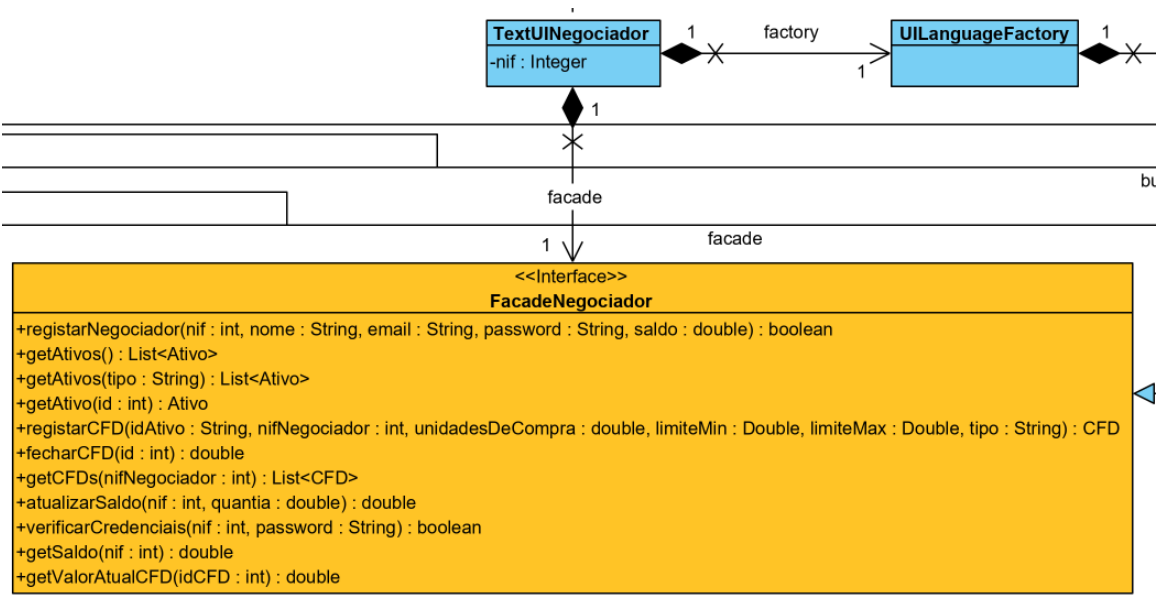 TextUINegociador
1
factory
1
UILanguageFactory
1
-nif : Integer
1
bu
facade
1
facade
<<Interface>>
FacadeNegociador
+registarNegociador(nif : int, nome : String, email : String, password : String, saldo : double) : boolean
+getAtivos() : List<Ativo>
+getAtivos(tipo : String) : List<Ativo>
+getAtivo(id : int) : Ativo
+registarCFD(idAtivo : String, nifNegociador : int, unidadesDeCompra : double, limiteMin : Double, limiteMax : Double, tipo : String) : CFD
+fecharCFD(id : int) : double
+getCFDs(nifNegociador : int) : List<CFD>
+atualizarSaldo(nif : int, quantia : double) : double
+verificarCredenciais(nif : int, password : String) : boolean
+getSaldo(nif : int) : double
+getValorAtualCFD(idCFD : int) : double